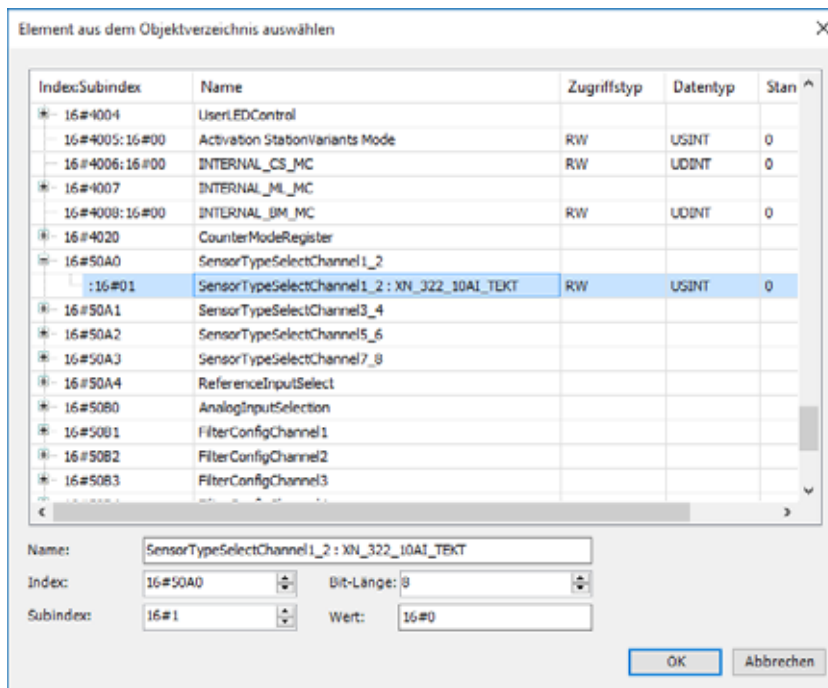 Element aus dem Objektverzeichnis auswählen
Index:Subindex Name Zugriffstyp Datentyp Stan
16#4004 UserLEDControl
16#4005:16#00 Activation StationVariants Mode RW USINT 0
16#4006:16#00 INTERNAL_CS_MC RW UDINT 0
16#4007 INTERNAL_ML_MC
16#4008:16#00 INTERNAL_BM_MC RW UDINT 0
16#4020 CounterModeRegister
16#50A0 SensorTypeSelectChannel1_2
:16#01 SensorTypeSelectChannel1_2 : XN_322_10AI_TEKT RW USINT 0
16#50A1 SensorTypeSelectChannel3_4
16#50A2 SensorTypeSelectChannel5_6
16#50A3 SensorTypeSelectChannel7_8
16#50A4 ReferenceInputSelect
16#50B0 AnalogInputSelection
16#50B1 FilterConfigChannel1
16#50B2 FilterConfigChannel2
16#50B3 FilterConfigChannel3
Name: SensorTypeSelectChannel1_2 : XN_322_10AI_TEKT
Index: 16#50A0 Bit-Länge: 8
Subindex: 16#1 Wert: 16#0
OK Abbrechen